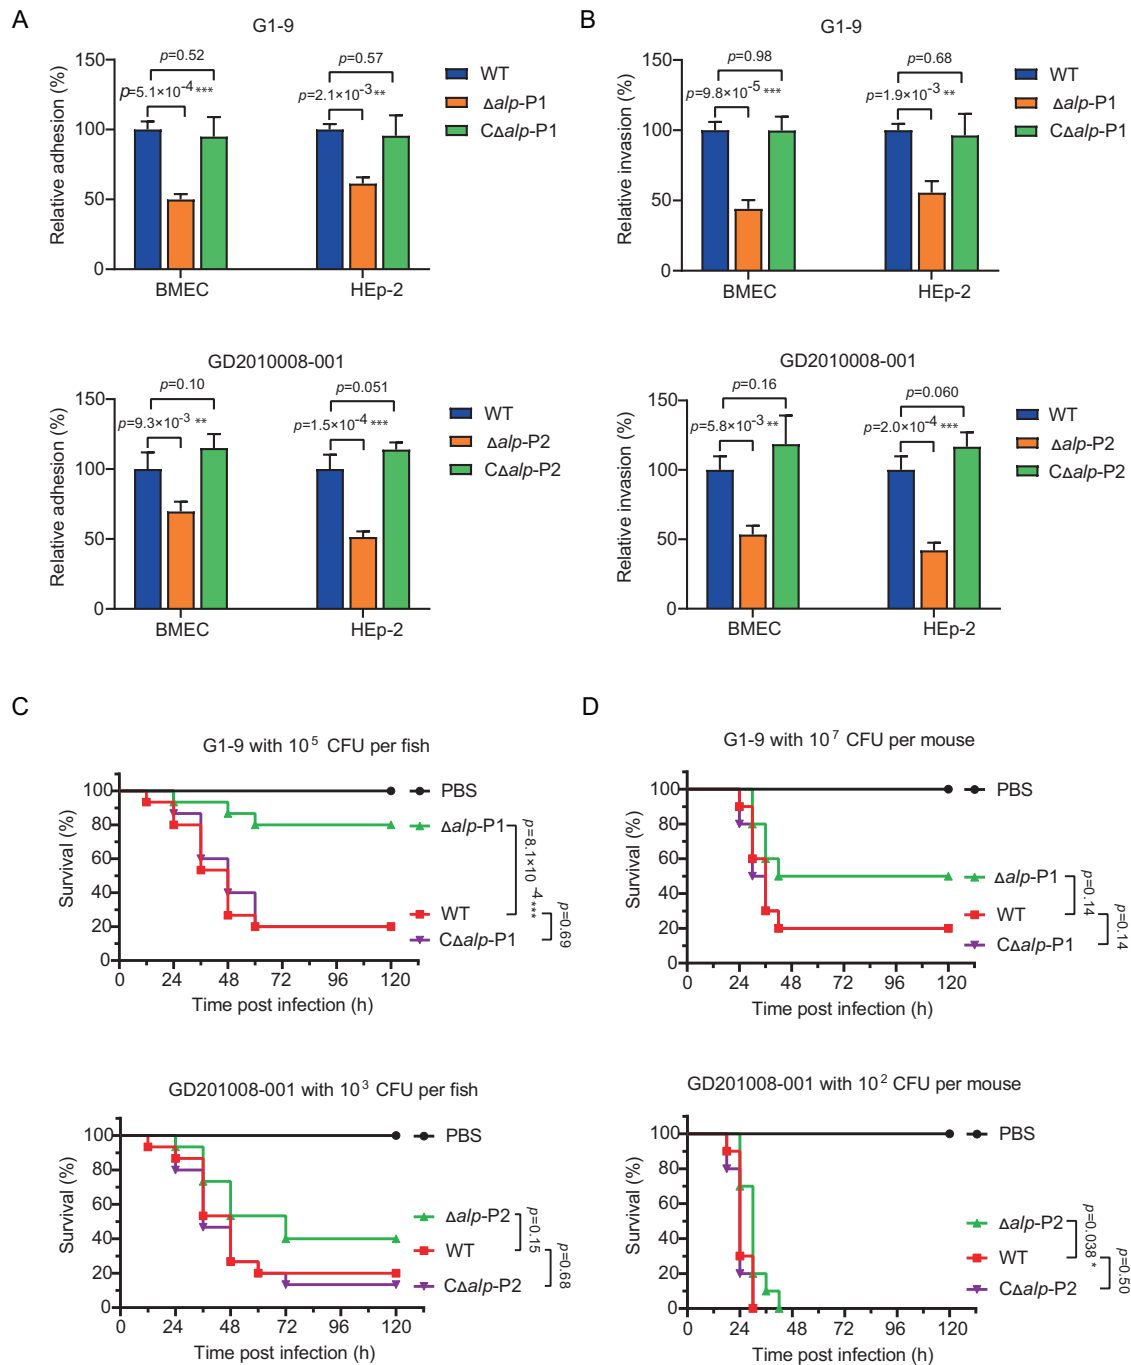 A
G1-9
Relative adhesion (%)
150
100
50
0
p=0.52
p=5.1×10-4 ***
p=0.57
p=2.1×10-3 **
BMEC
HEp-2
WT
Δalp-P1
CΔalp-P1
B
G1-9
Relative invasion (%)
150
100
50
0
p=0.98
p=9.8×10-5 ***
p=0.68
p=1.9×10-3 **
BMEC
HEp-2
WT
Δalp-P1
CΔalp-P1
GD2010008-001
Relative adhesion (%)
150
100
50
0
p=0.10
p=9.3×10-3 **
p=0.051
p=1.5×10-4 ***
BMEC
HEp-2
WT
Δalp-P2
CΔalp-P2
GD2010008-001
Relative invasion (%)
150
100
50
0
p=0.16
p=5.8×10-3 **
p=0.060
p=2.0×10-4 ***
BMEC
HEp-2
WT
Δalp-P2
CΔalp-P2
C
G1-9 with 10^5 CFU per fish
Survival (%)
100
80
60
40
20
0
0 24 48 72 96 120
Time post infection (h)
PBS
Δalp-P1
WT
CΔalp-P1
p=8.1×10-4 ***
p=0.69
D
G1-9 with 10^7 CFU per mouse
Survival (%)
100
80
60
40
20
0
0 24 48 72 96 120
Time post infection (h)
PBS
Δalp-P1
WT
CΔalp-P1
p=0.14
p=0.14
GD201008-001 with 10^3 CFU per fish
Survival (%)
100
80
60
40
20
0
0 24 48 72 96 120
Time post infection (h)
PBS
Δalp-P2
WT
CΔalp-P2
p=0.15
p=0.68
GD201008-001 with 10^2 CFU per mouse
Survival (%)
100
80
60
40
20
0
0 24 48 72 96 120
Time post infection (h)
PBS
Δalp-P2
WT
CΔalp-P2
p=0.038 *
p=0.50